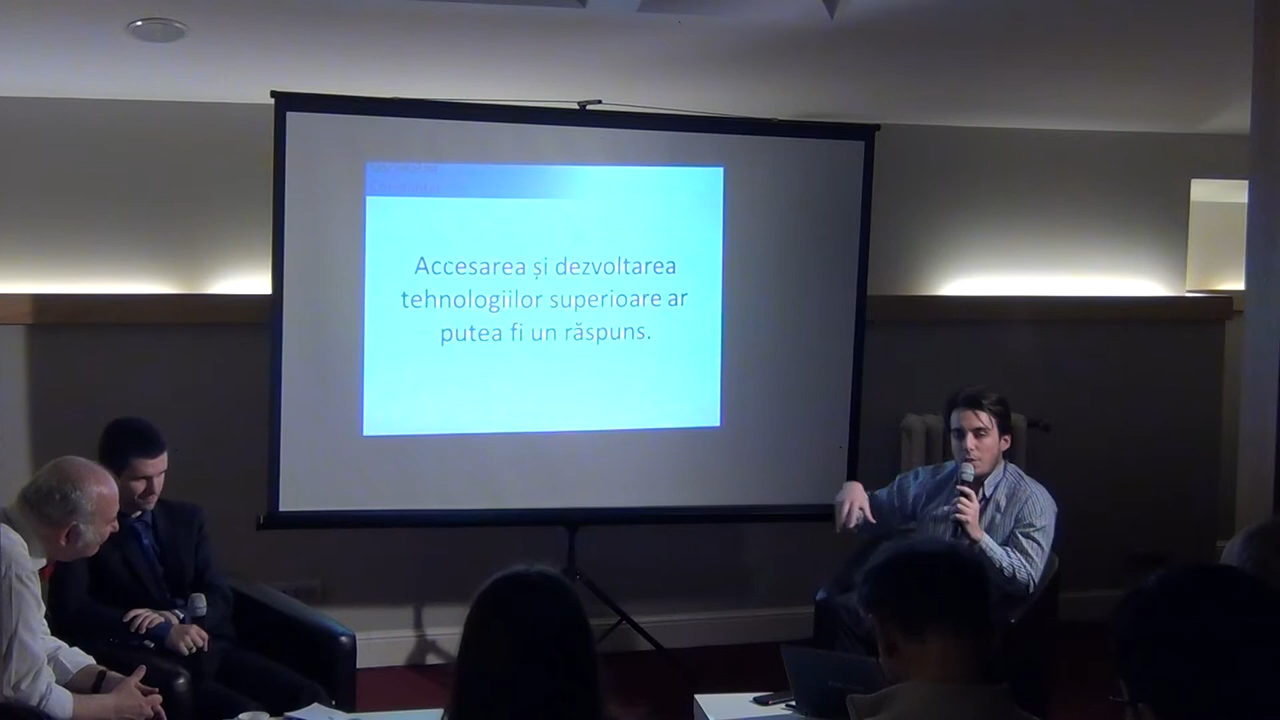 Accesarea și dezvoltarea
tehnologiilor superioare ar
putea fi un răspuns.